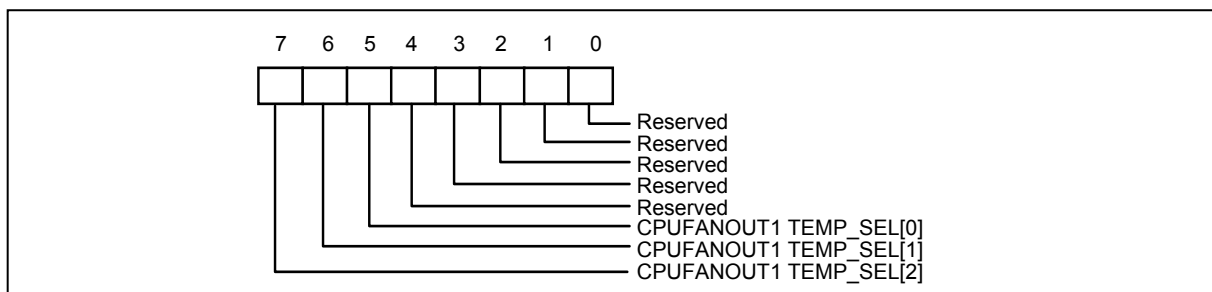 7 6 5 4 3 2 1 0
Reserved
Reserved
Reserved
Reserved
Reserved
CPUFANOUT1 TEMP_SEL[0]
CPUFANOUT1 TEMP_SEL[1]
CPUFANOUT1 TEMP_SEL[2]